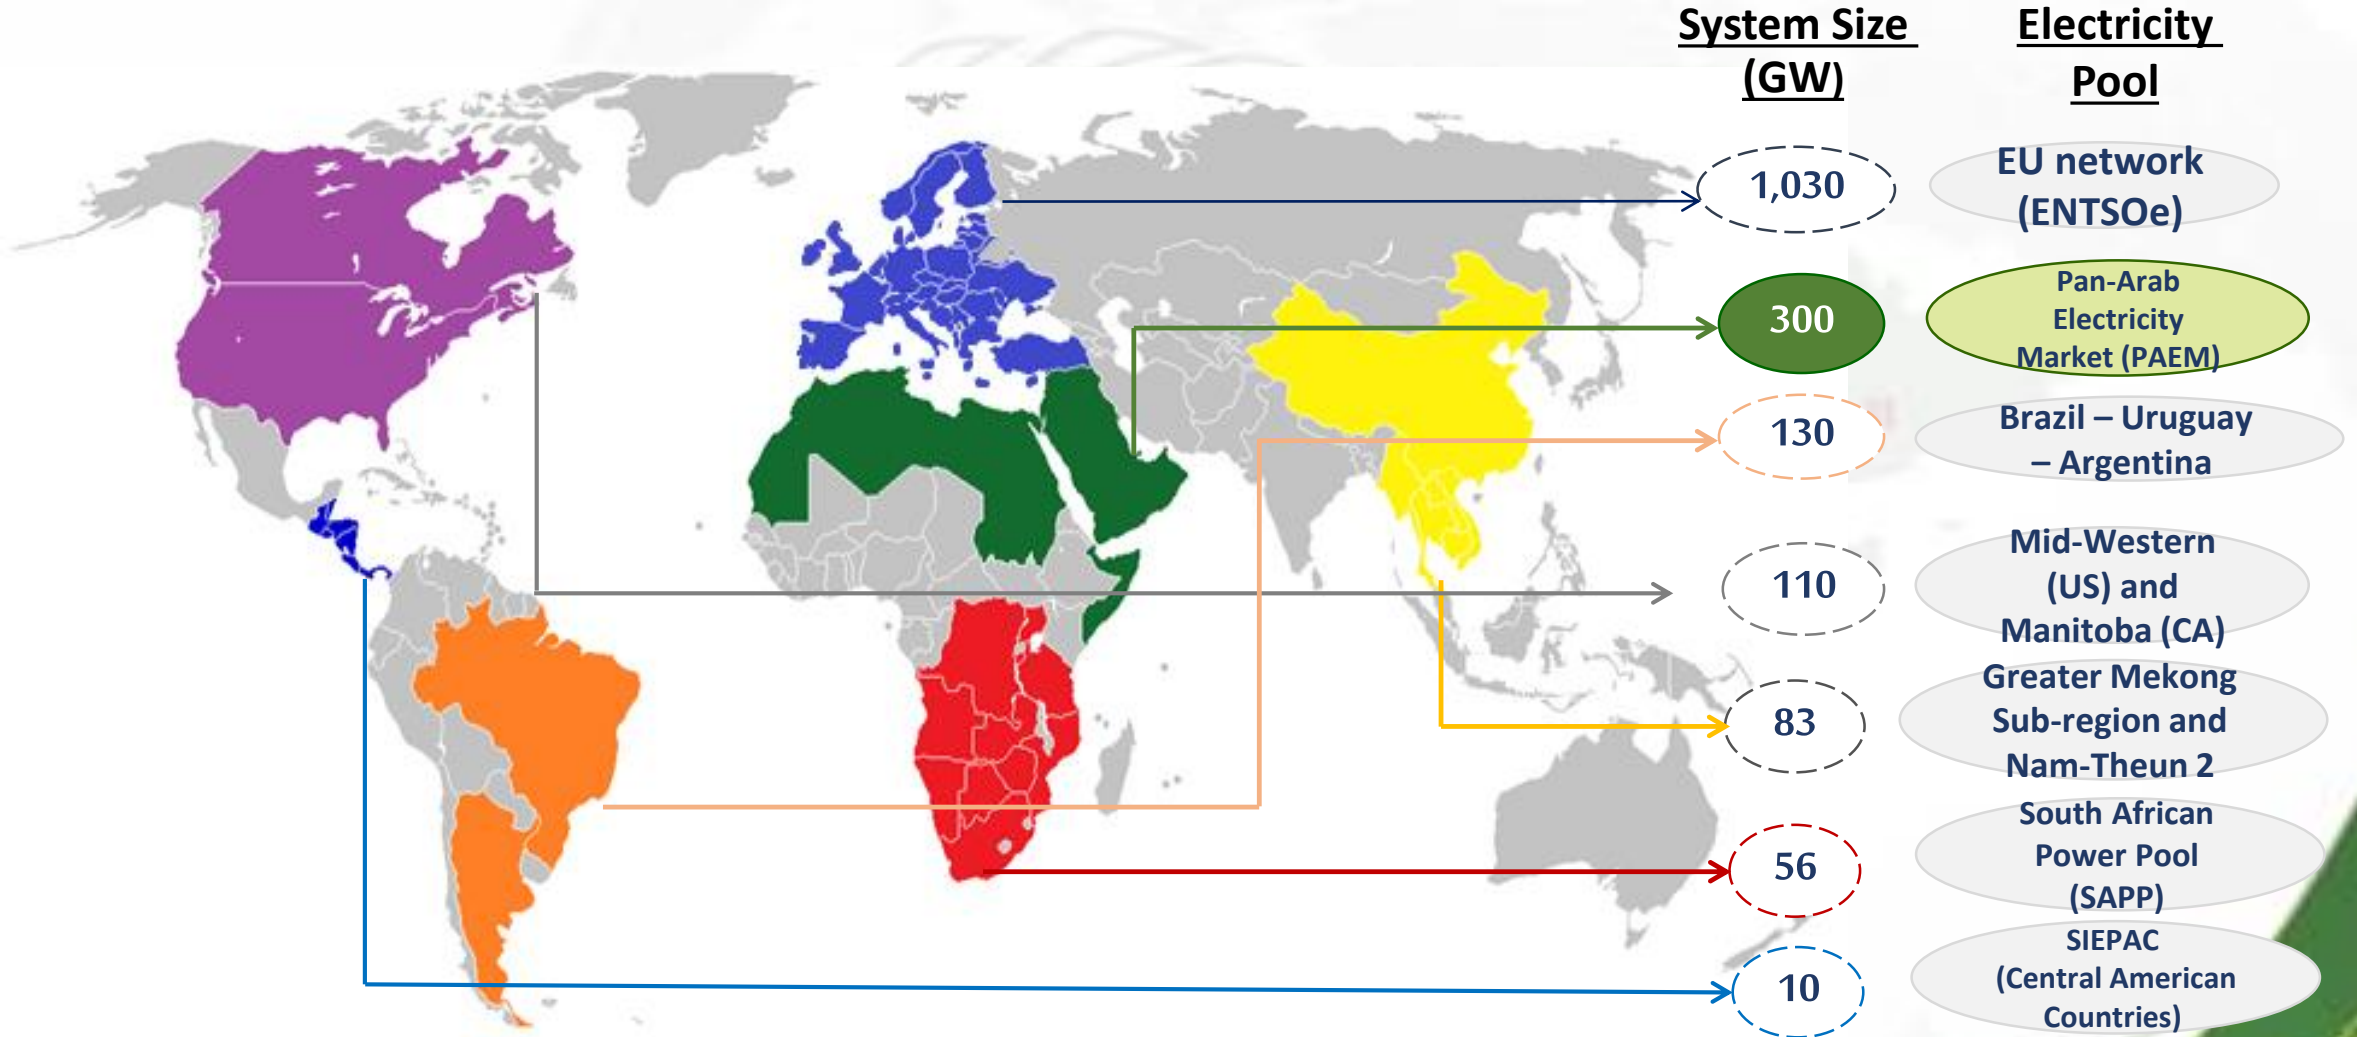 System Size
(GW)
Electricity
Pool
1,030
EU network
(ENTSOe)
300
Pan-Arab
Electricity
Market (PAEM)
130
Brazil – Uruguay
– Argentina
110
Mid-Western
(US) and
Manitoba (CA)
83
Greater Mekong
Sub-region and
Nam-Theun 2
56
South African
Power Pool
(SAPP)
10
SIEPAC
(Central American
Countries)